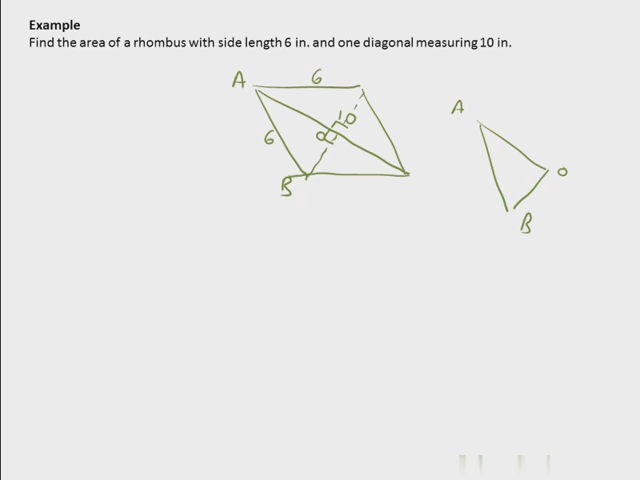 Example
Find the area of a rhombus with side length 6 in. and one diagonal measuring 10 in.
A 6
A
6 10
O
B
B